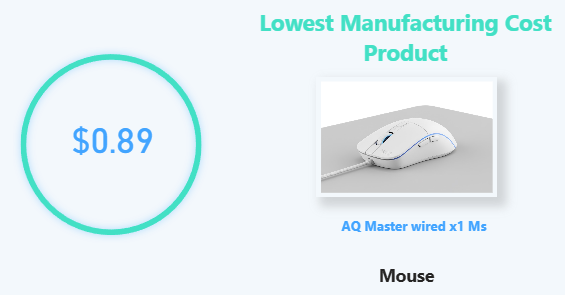 Lowest Manufacturing Cost
Product
$0.89
AQ Master wired x1 Ms
Mouse